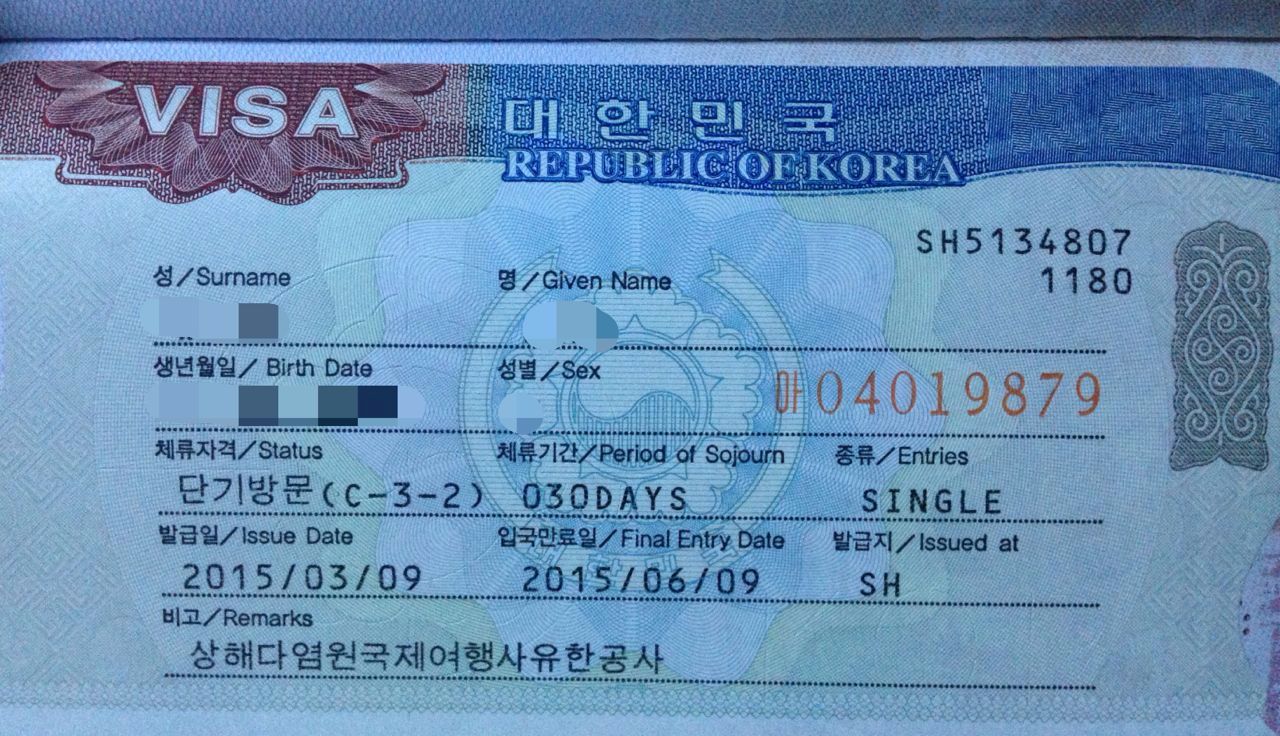 VISA
대한민국
REPUBLIC OF KOREA
KOR
SH5134807
1180
성/Surname 명/Given Name
생년월일/ Birth Date 성별/Sex
마04019879
체류자격/Status 체류기간/Period of Sojourn 종류/Entries
단기방문(C-3-2) 030DAYS SINGLE
발급일/Issue Date 입국만료일/Final Entry Date 발급지/Issued at
2015/03/09 2015/06/09 SH
비고/Remarks
상해다염원국제여행사유한공사